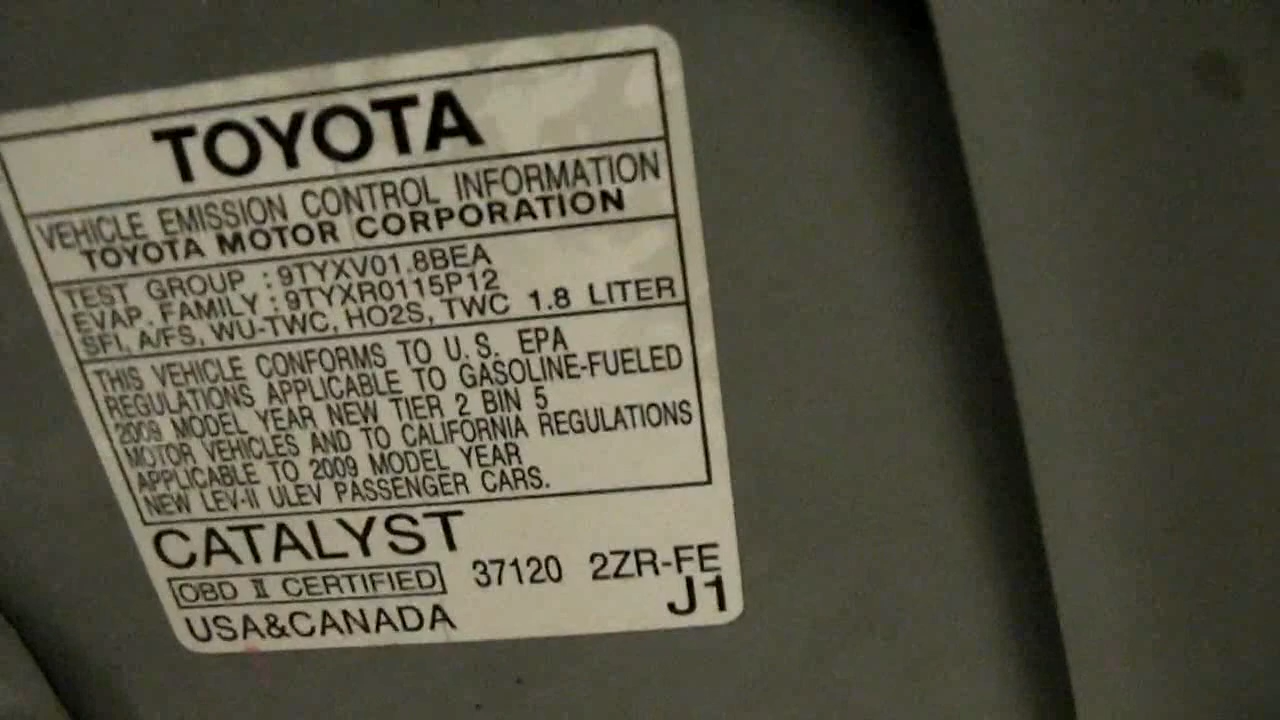 TOYOTA
VEHICLE EMISSION CONTROL INFORMATION
TOYOTA MOTOR CORPORATION
TEST GROUP : 9TYXV01.8BEA
EVAP. FAMILY : 9TYXR0115P12
SFI, A/FS, WU-TWC, HO2S, TWC 1.8 LITER
THIS VEHICLE CONFORMS TO U.S. EPA
REGULATIONS APPLICABLE TO GASOLINE-FUELED
2009 MODEL YEAR NEW TIER 2 BIN 5
MOTOR VEHICLES AND TO CALIFORNIA REGULATIONS
APPLICABLE TO 2009 MODEL YEAR
NEW LEV-II ULEV PASSENGER CARS.
CATALYST
OBD II CERTIFIED 37120 2ZR-FE
USA&CANADA J1